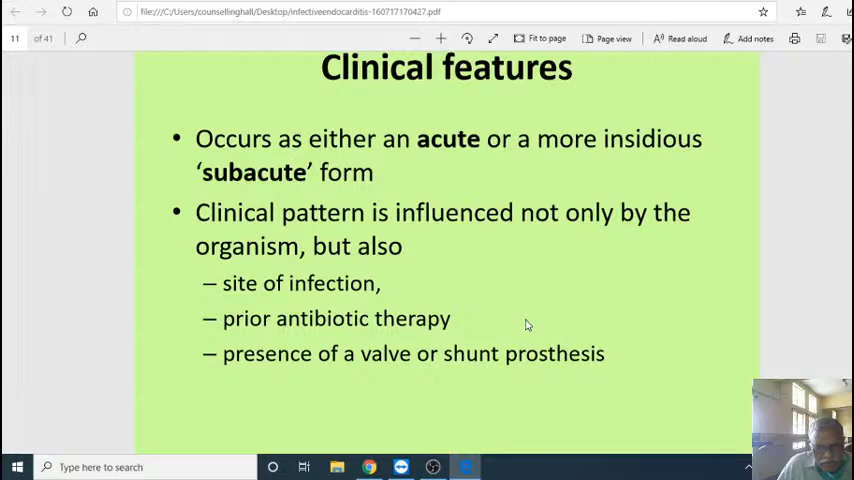 file:///C:/Users/counsellinghall/Desktop/infectiveendocarditis-160717170427.pdf
11 of 41 Fit to page Page view Read aloud Add notes
Clinical features
• Occurs as either an acute or a more insidious
‘subacute’ form
• Clinical pattern is influenced not only by the
organism, but also
– site of infection,
– prior antibiotic therapy
– presence of a valve or shunt prosthesis
Type here to search